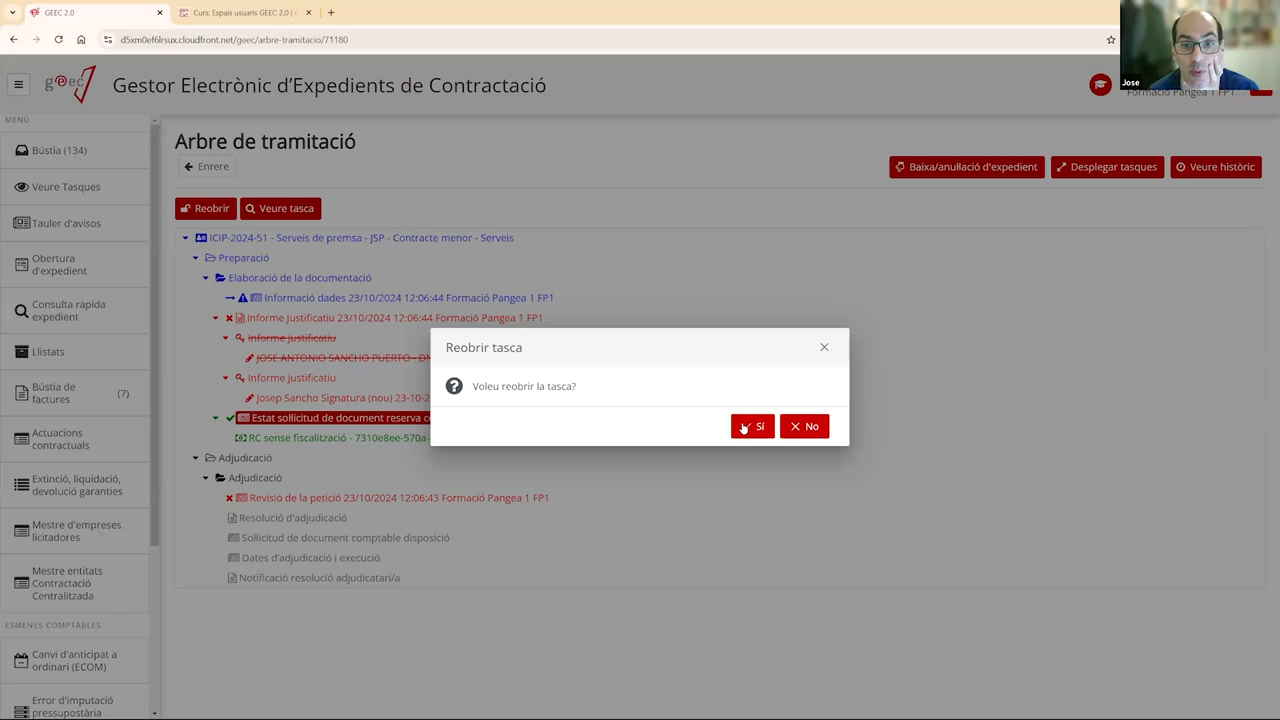 GEEC 2.0
Curs: Espais usuaris GEEC 2.0 |
d5xm0ef6lrsux.cloudfront.net/geec/arbre-tramitacio/71180
Jose
geec
Gestor Electrònic d'Expedients de Contractació
Formació Pangea 1 FP1
MENÚ
Bústia (134)
Veure Tasques
Tauler d'avisos
Obertura
d'expedient
Consulta ràpida
expedient
Llistats
Bústia de
factures
(7)
Actuacions
contractuals
Extinció, liquidació,
devolució garanties
Mestre d'empreses
licitadores
Mestre entitats
Contractació
Centralitzada
ESMENES COMPTABLES
Canvi d'anticipat a
ordinari (ECOM)
Error d'imputació
pressupostària
Arbre de tramitació
Enrere
Baixa/anul·lació d'expedient
Desplegar tasques
Veure històric
Reobrir
Veure tasca
ICIP-2024-51 - Serveis de premsa - JSP - Contracte menor - Serveis
Preparació
Elaboració de la documentació
Informació dades 23/10/2024 12:06:44 Formació Pangea 1 FP1
Informe Justificatiu 23/10/2024 12:06:44 Formació Pangea 1 FP1
Informe justificatiu
JOSE ANTONIO SANCHO PUERTO - DN
Informe justificatiu
Josep Sancho Signatura (nou) 23-10-2
Estat sol·licitud de document reserva c
RC sense fiscalització - 7310e8ee-570a-
Adjudicació
Adjudicació
Revisió de la petició 23/10/2024 12:06:43 Formació Pangea 1 FP1
Resolució d'adjudicació
Sol·licitud de document comptable disposició
Dates d'adjudicació i execució
Notificació resolució adjudicatari/a
Reobrir tasca
Voleu reobrir la tasca?
Sí
No